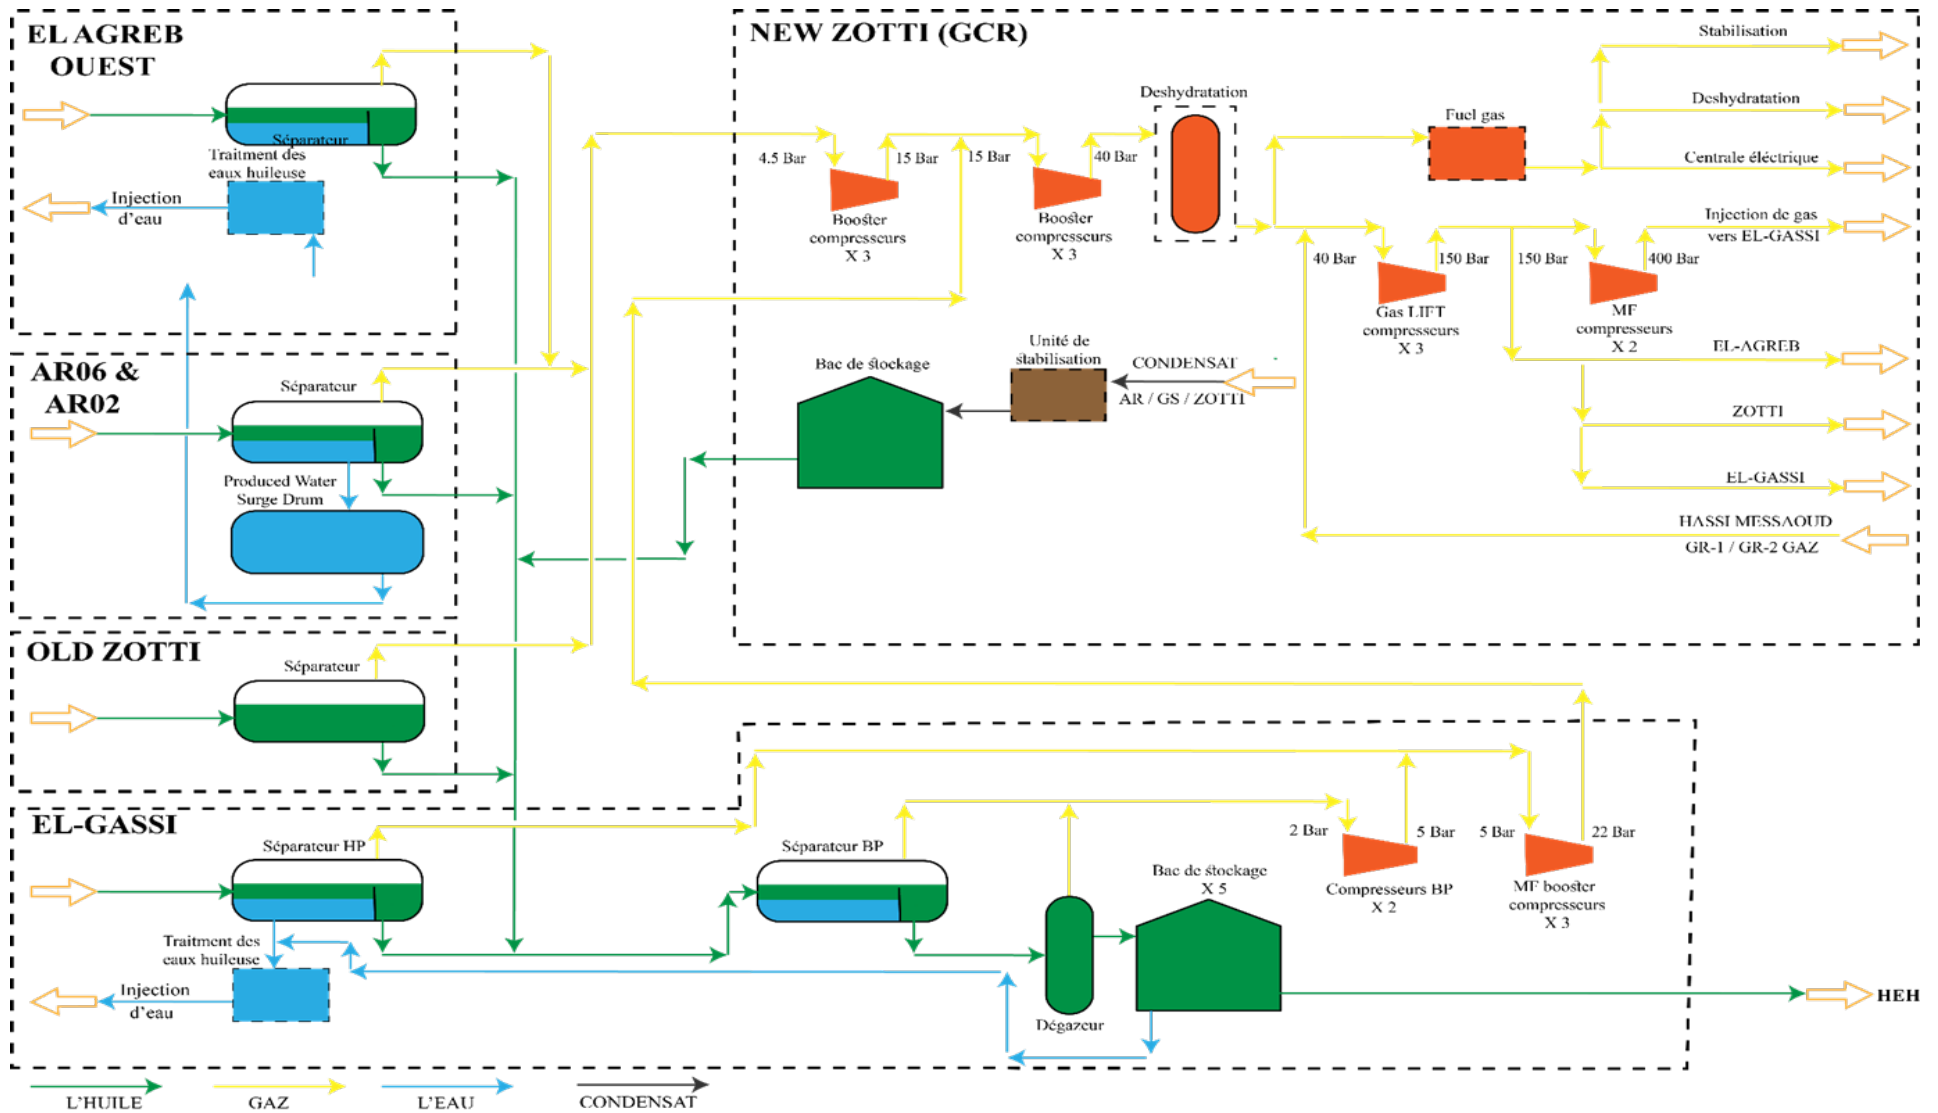 EL AGREB
OUEST
Séparateur
Traitment des
eaux huileuse
Injection
d'eau
AR06 &
AR02
Séparateur
Produced Water
Surge Drum
OLD ZOTTI
Séparateur
EL-GASSI
Séparateur HP
Traitment des
eaux huileuse
Injection
d'eau
Séparateur BP
Dégazeur
Bac de stockage
X 5
2 Bar
5 Bar
Compresseurs BP
X 2
5 Bar
22 Bar
MF booster
compresseurs
X 3
HEH
NEW ZOTTI (GCR)
4.5 Bar
15 Bar
Booster
compresseurs
X 3
15 Bar
40 Bar
Booster
compresseurs
X 3
Deshydratation
Fuel gas
Stabilisation
Deshydratation
Centrale éléctrique
Injection de gas
vers EL-GASSI
40 Bar
150 Bar
Gas LIFT
compresseurs
X 3
150 Bar
400 Bar
MF
compresseurs
X 2
EL-AGREB
ZOTTI
EL-GASSI
HASSI MESSAOUD
GR-1 / GR-2 GAZ
Bac de stockage
Unité de
stabilisation
CONDENSAT
AR / GS / ZOTTI
L'HUILE
GAZ
L'EAU
CONDENSAT